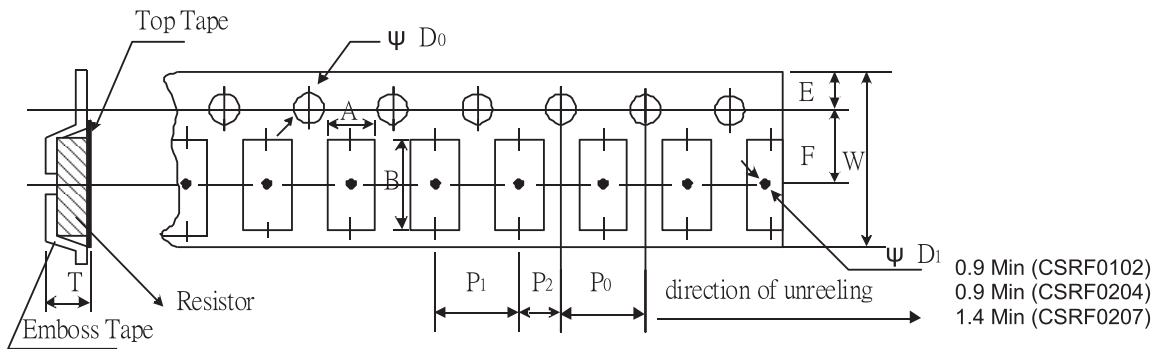 Top Tape
Ψ D0
E
A
F
W
B
Ψ D1
0.9 Min (CSRF0102)
0.9 Min (CSRF0204)
1.4 Min (CSRF0207)
T
Resistor
P1
P2
P0
direction of unreeling
Emboss Tape